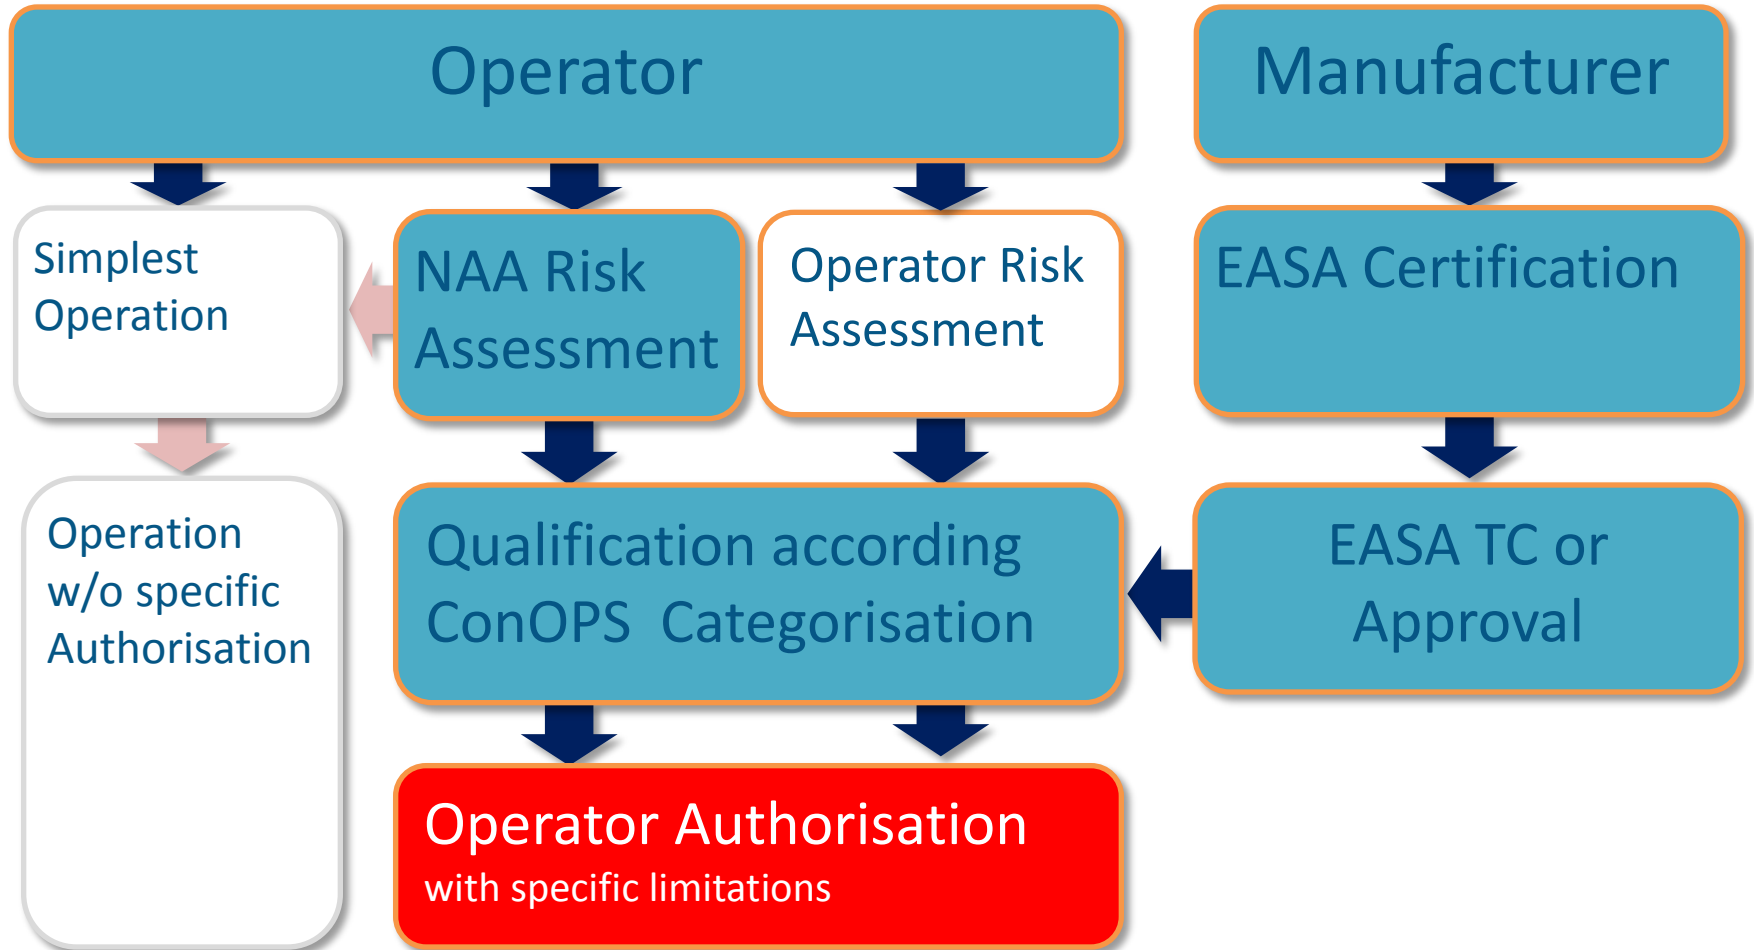 Operator
Manufacturer
Simplest
Operation
NAA Risk
Assessment
Operator Risk
Assessment
EASA Certification
Operation
w/o specific
Authorisation
Qualification according
ConOPS  Categorisation
EASA TC or
Approval
Operator Authorisation
with specific limitations